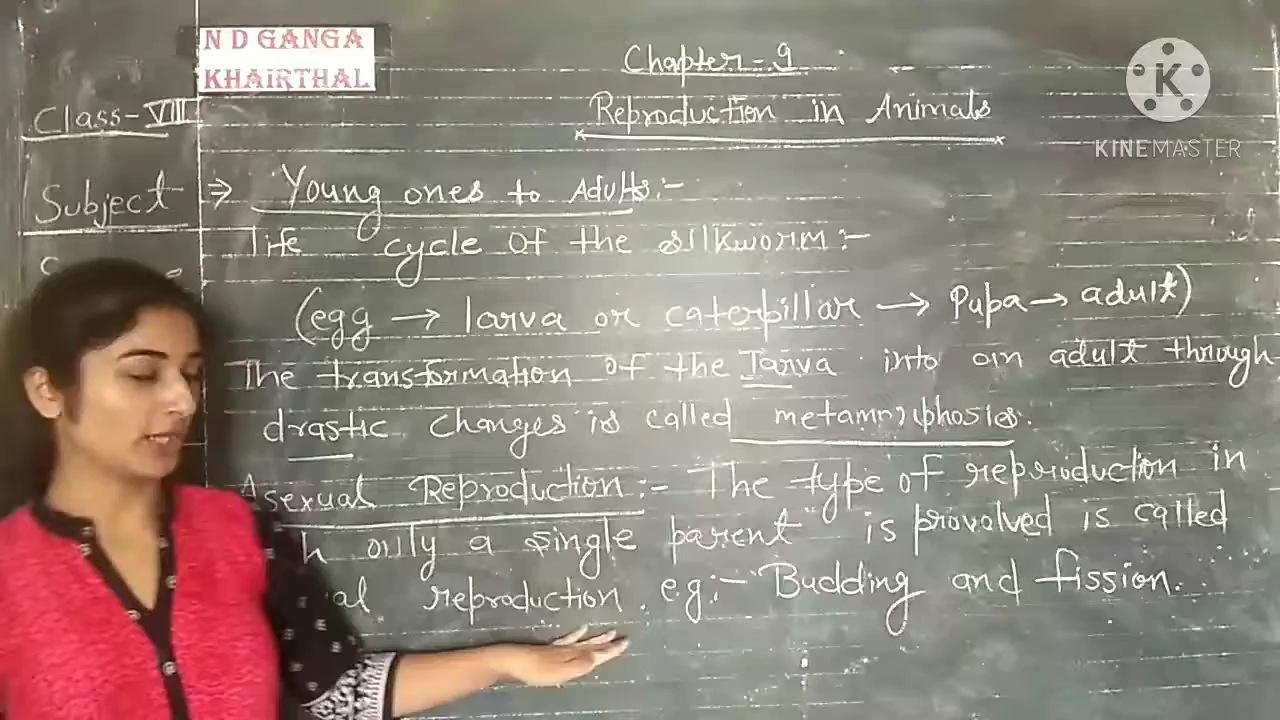 N D GANGA
KHAIRTHAL
Chapter - 9
Reproduction in Animals
Class - VIII
Subject
⇒ Young ones to Adults :-
life cycle of the silkworm :-
(egg → larva or caterpillar → Pupa → adult)
The transformation of the larva into an adult through
drastic changes is called metamorphosis.
Asexual Reproduction :- The type of reproduction in
only a single parent is provolved is called
reproduction. eg:- Budding and fission.
KINEMASTER